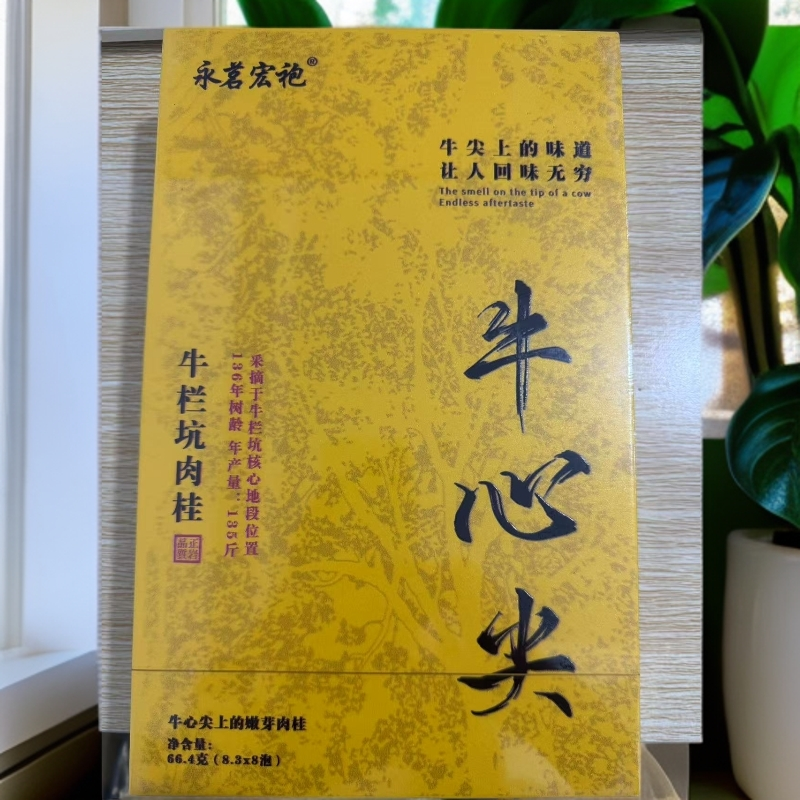 永茗宏袍®
牛尖上的味道
让人回味无穷
The smell on the tip of a cow
Endless aftertaste
牛心尖
采摘于牛栏坑核心地段位置
136年树龄 年产量：135斤
牛栏坑肉桂
正岩
品质
牛心尖上的嫩芽肉桂
净含量：
66.4克（8.3x8泡）